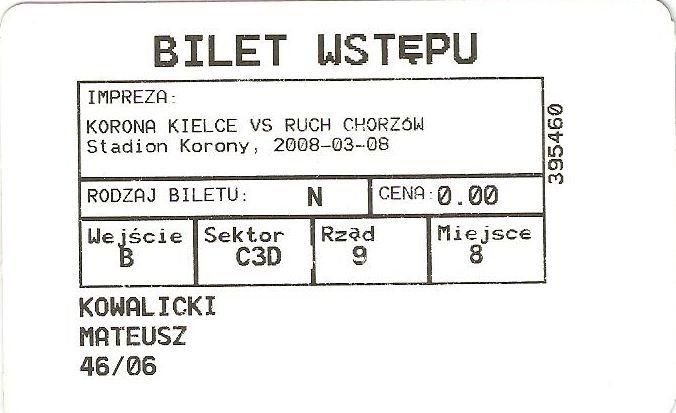 BILET WSTĘPU
IMPREZA:
KORONA KIELCE VS RUCH CHORZÓW
Stadion Korony, 2008-03-08
395460
RODZAJ BILETU: N
CENA: 0.00
Wejście Sektor Rząd Miejsce
B C3D 9 8
KOWALICKI
MATEUSZ
46/06